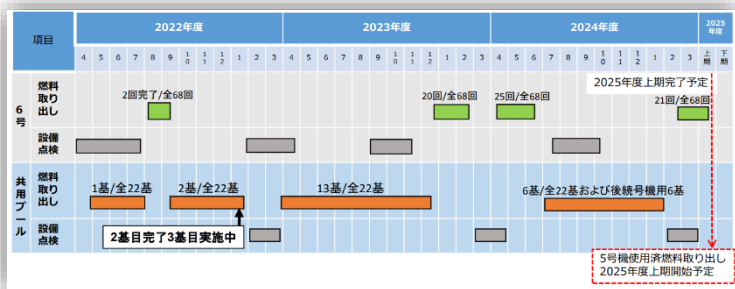 項目
2022年度
2023年度
2024年度
2025
年度
4 5 6 7 8 9 10 11 12 1 2 3 4 5 6 7 8 9 10 11 12 1 2 3 4 5 6 7 8 9 10 11 12 1 2 3 上期 下期
2025年度上期完了予定
6号
燃料
取り
出し
2回完了/全68回
20回/全68回
25回/全68回
21回/全68回
設備
点検
共用プール
燃料
取り
出し
1基/全22基
2基/全22基
13基/全22基
6基/全22基および後続号機用6基
2基目完了3基目実施中
設備
点検
5号機使用済燃料取り出し
2025年度上期開始予定